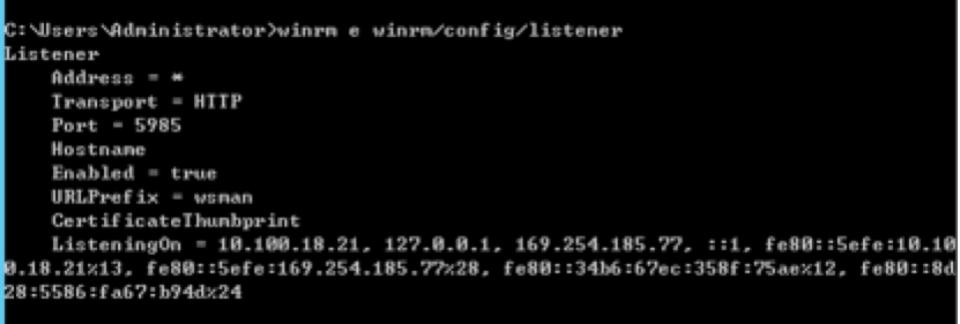 C:\Users\Administrator>winrm e winrm/config/listener
Listener
    Address = *
    Transport = HTTP
    Port = 5985
    Hostname
    Enabled = true
    URLPrefix = wsman
    CertificateThumbprint
    ListeningOn = 10.100.18.21, 127.0.0.1, 169.254.185.77, ::1, fe80::5efe:10.10
0.18.21%13, fe80::5efe:169.254.185.77%28, fe80::34b6:67ec:358f:75ae%12, fe80::8d
28:5586:fa67:b94d%24